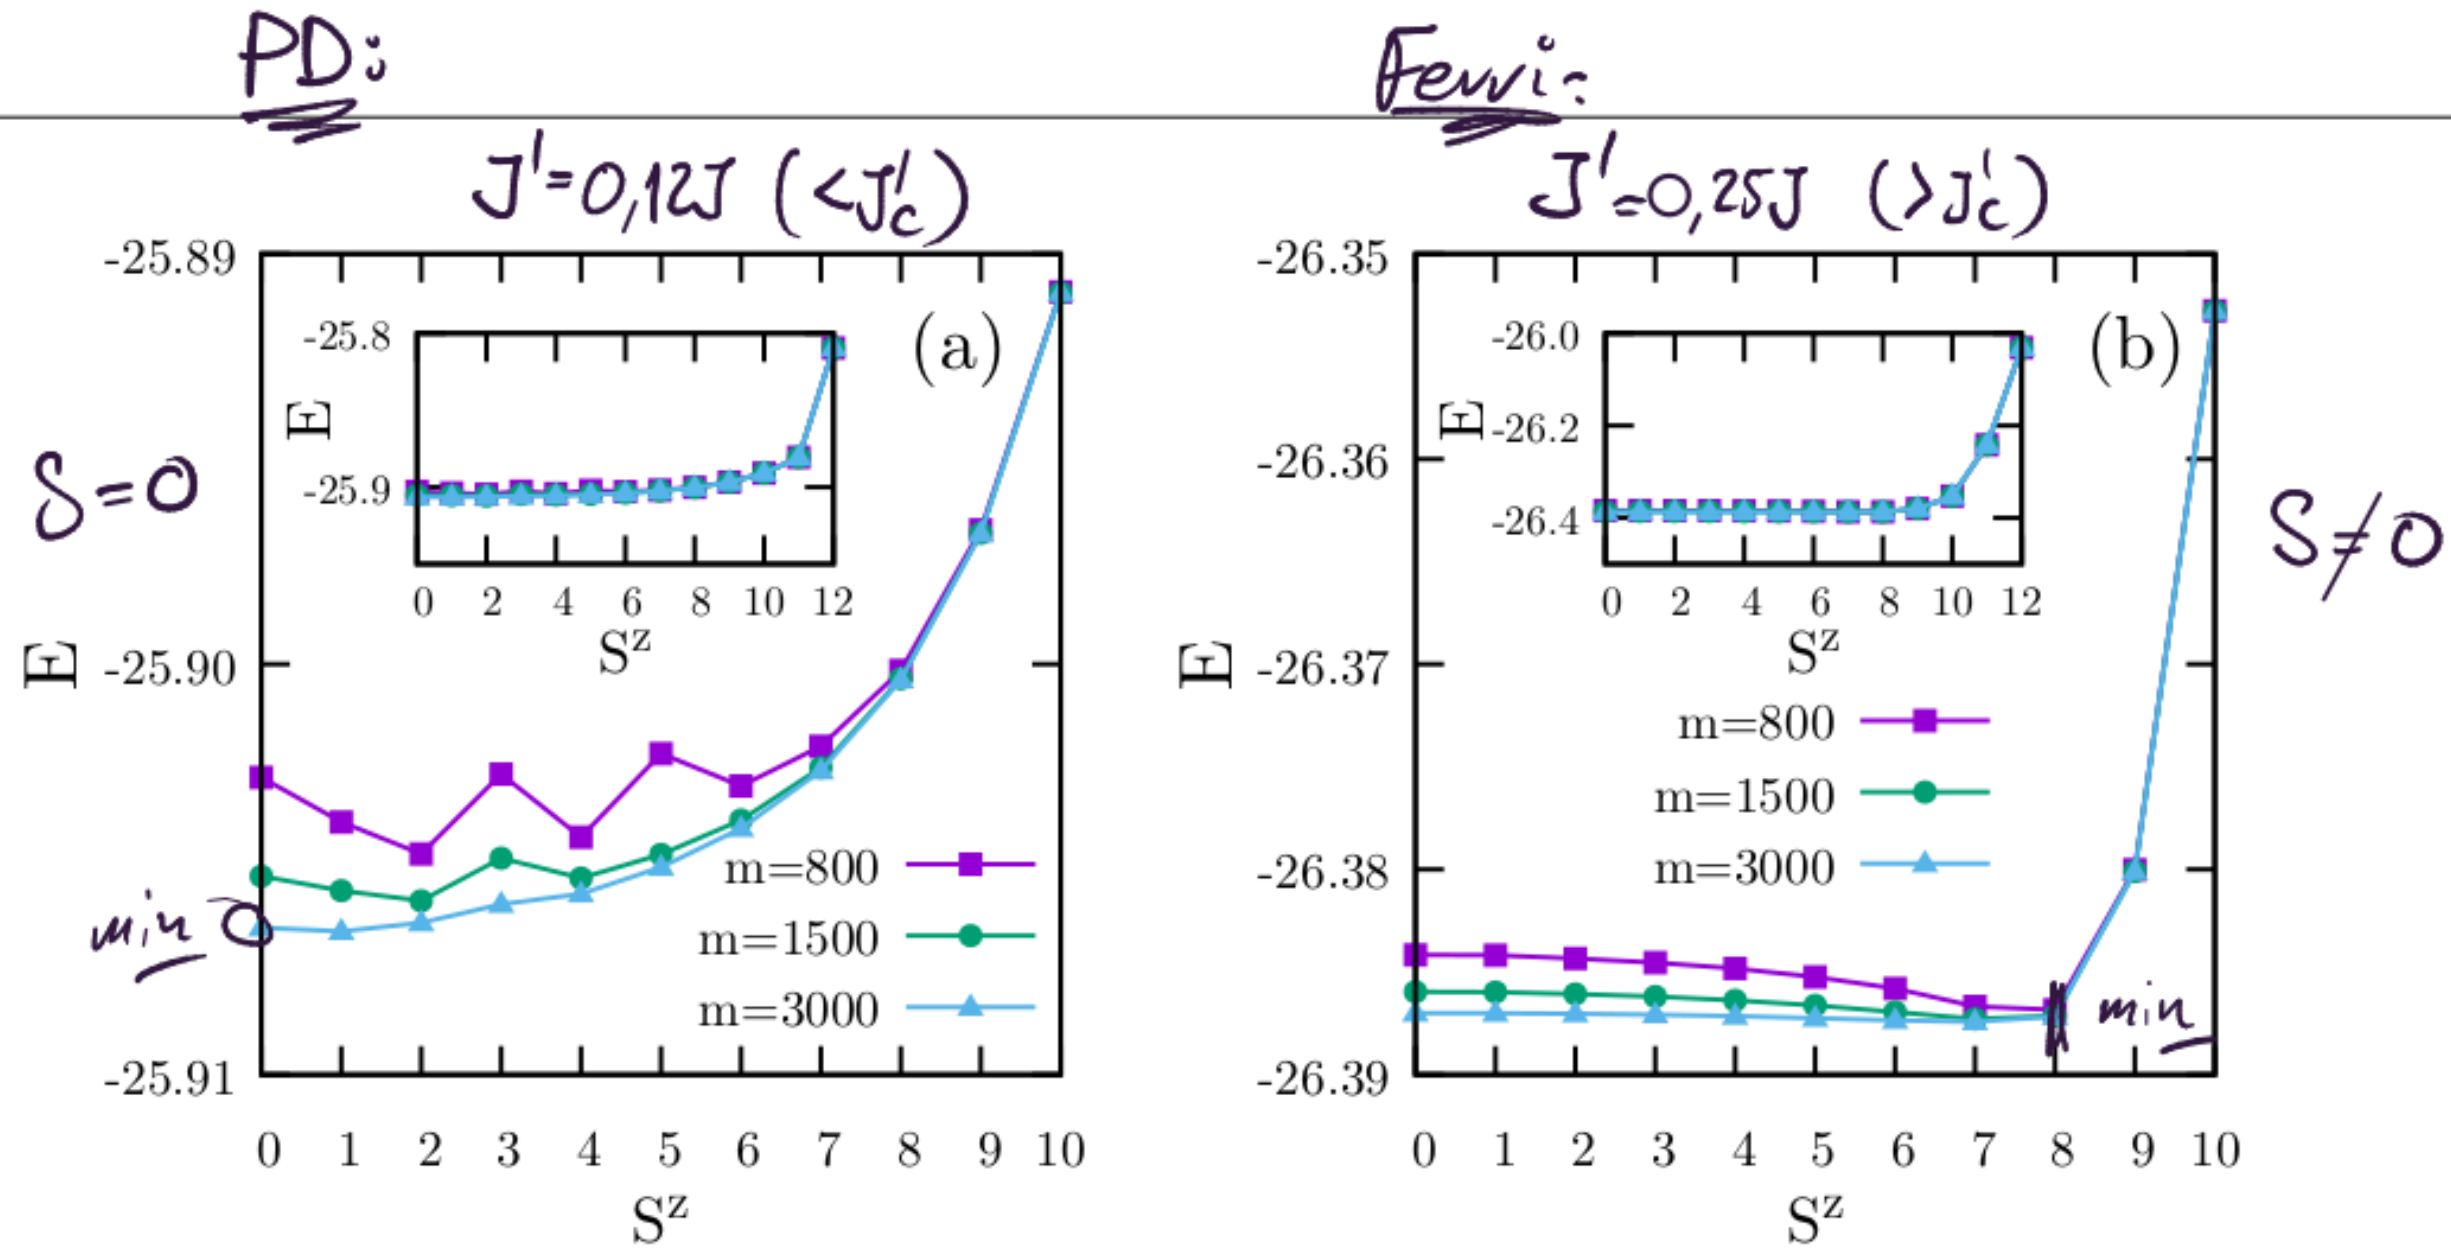 PD:
Ferri:
J'=0,12J (<J'c)
J'=0,25J (>J'c)
-25.89
-25.90
-25.91
E
S=0
(a)
-25.8
-25.9
E
0 2 4 6 8 10 12
S^z
m=800
m=1500
m=3000
min
0 1 2 3 4 5 6 7 8 9 10
S^z
-26.35
-26.36
-26.37
-26.38
-26.39
E
(b)
-26.0
-26.2
-26.4
E
0 2 4 6 8 10 12
S^z
S≠0
m=800
m=1500
m=3000
min
0 1 2 3 4 5 6 7 8 9 10
S^z